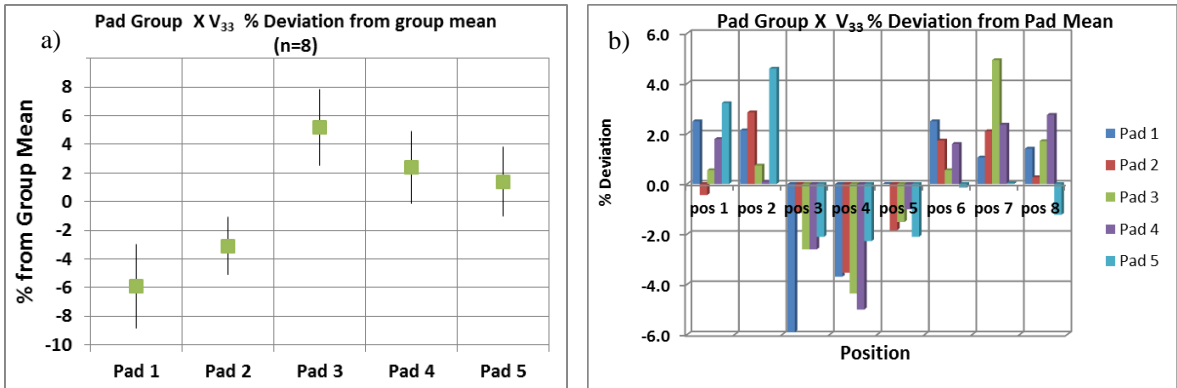 Pad Group X V33 % Deviation from group mean
(n=8)
a)
% from Group Mean
8
6
4
2
0
-2
-4
-6
-8
-10
Pad 1 Pad 2 Pad 3 Pad 4 Pad 5
Pad Group X V33 % Deviation from Pad Mean
b)
% Deviation
6.0
4.0
2.0
0.0
-2.0
-4.0
-6.0
pos 1 pos 2 pos 3 pos 4 pos 5 pos 6 pos 7 pos 8
Position
Pad 1
Pad 2
Pad 3
Pad 4
Pad 5